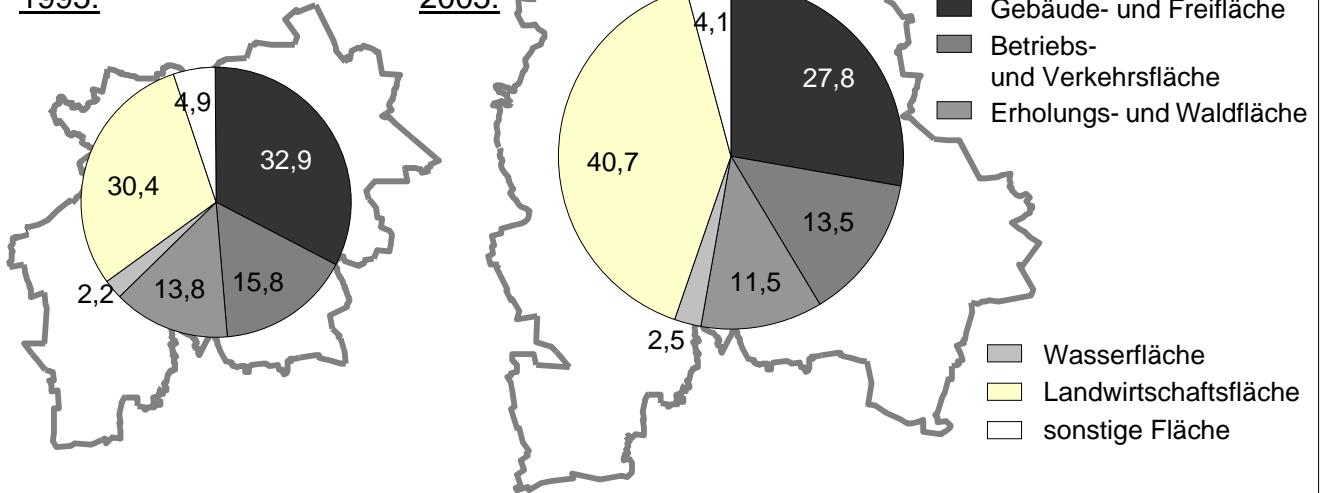 1995:
2005:
4,9
32,9
30,4
2,2
13,8
15,8
4,1
27,8
40,7
13,5
11,5
2,5
Gebäude- und Freifläche
Betriebs-
und Verkehrsfläche
Erholungs- und Waldfläche
Wasserfläche
Landwirtschaftsfläche
sonstige Fläche